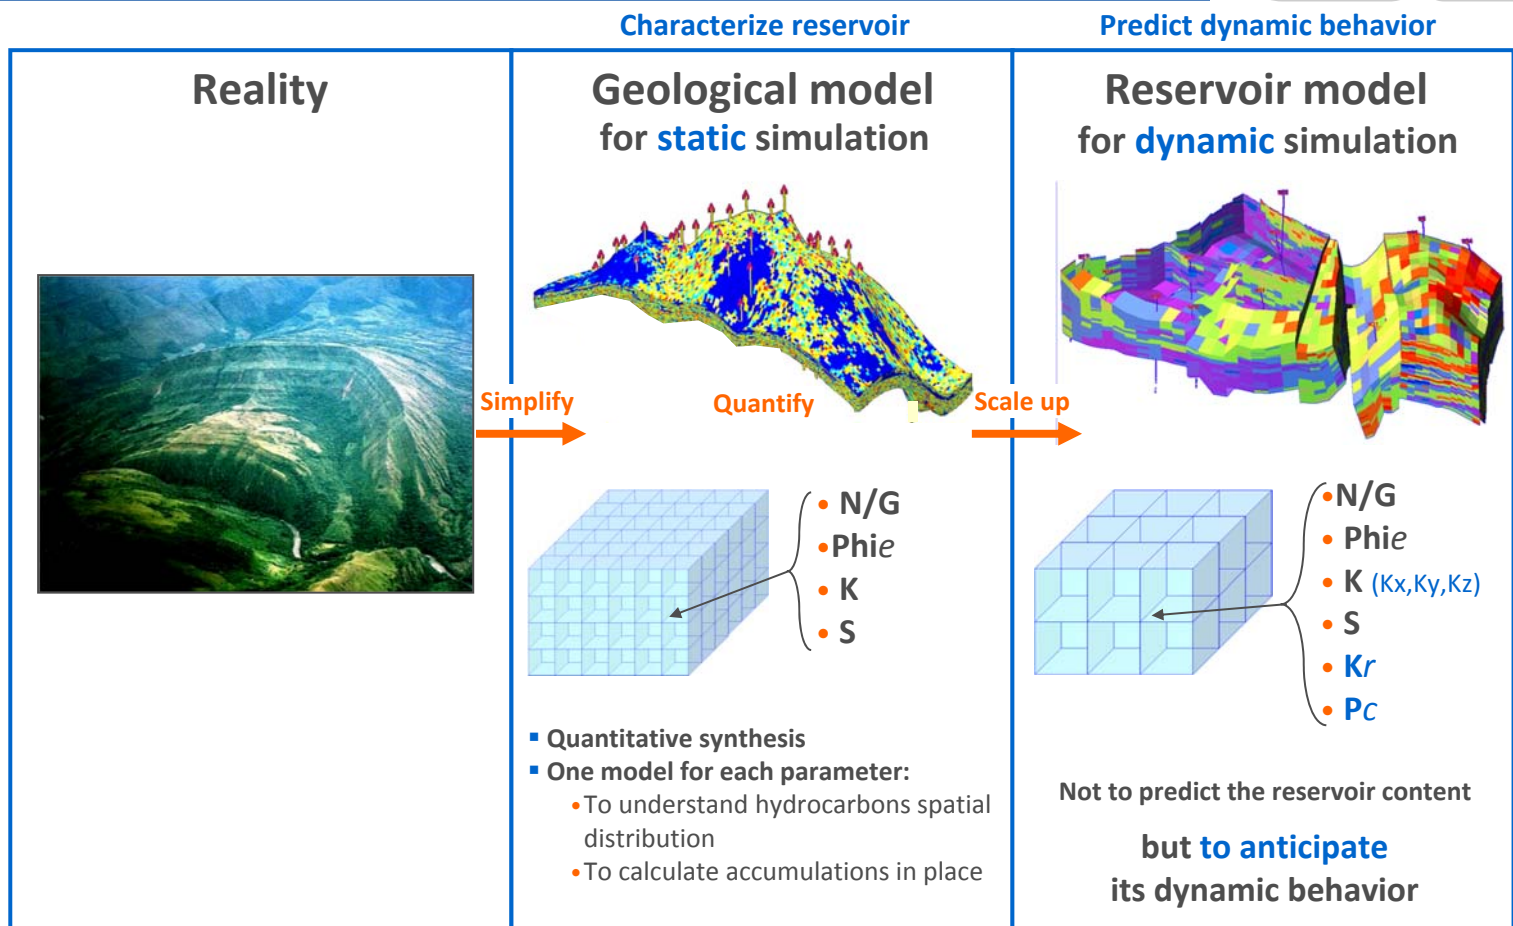 Characterize reservoir
Predict dynamic behavior
Reality
Geological model
for static simulation
Reservoir model
for dynamic simulation
Simplify
Quantify
Scale up
• N/G
•Phie
• K
• S
•N/G
• Phie
• K (Kx,Ky,Kz)
• S
• Kr
• Pc
▪ Quantitative synthesis
▪ One model for each parameter:
•To understand hydrocarbons spatial
distribution
•To calculate accumulations in place
Not to predict the reservoir content
but to anticipate
its dynamic behavior